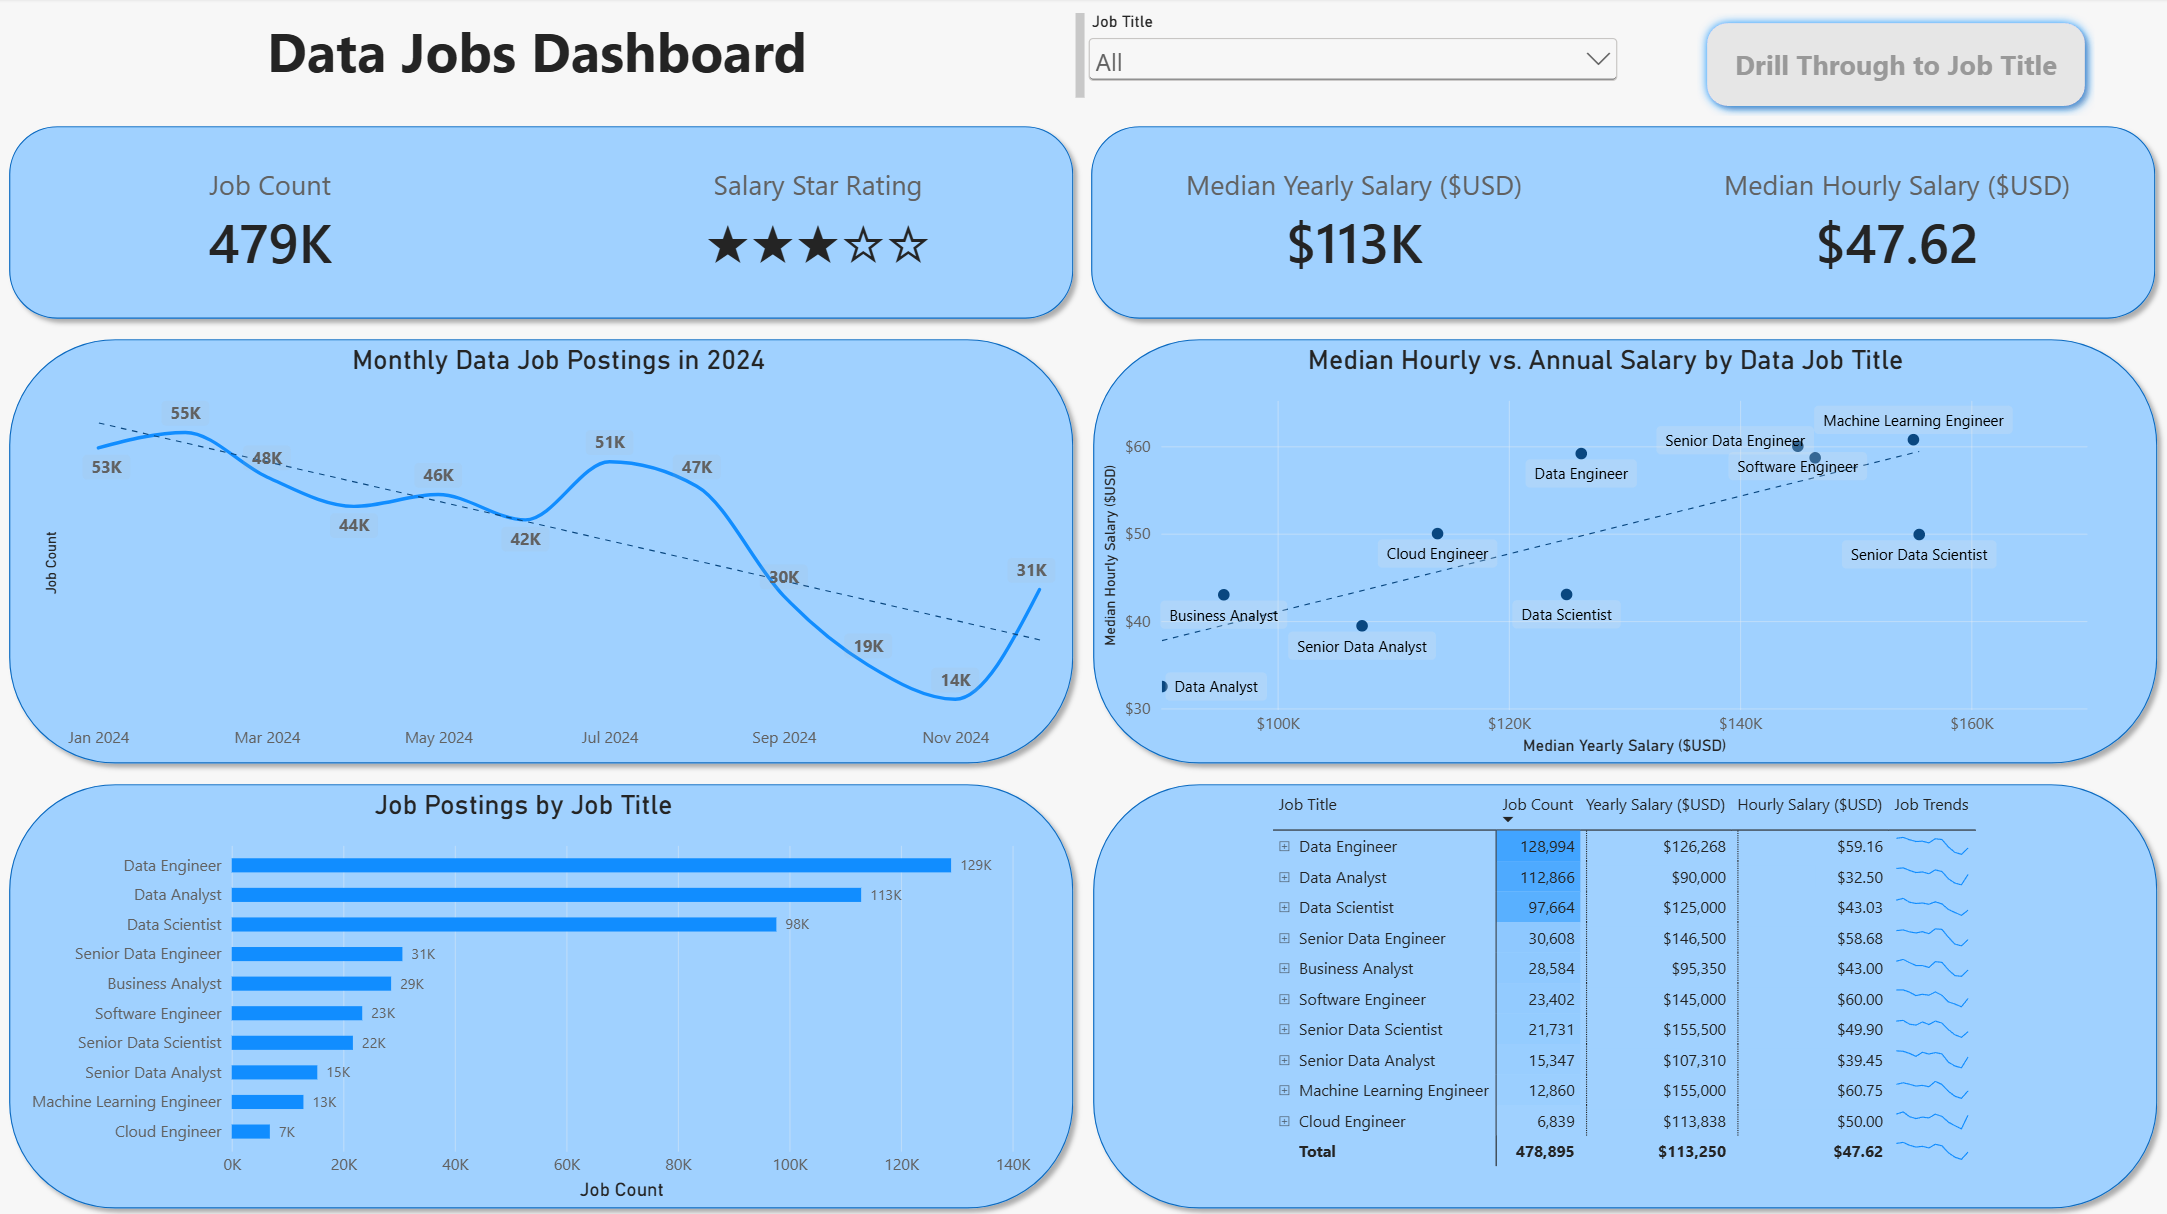 Data Jobs Dashboard
Job Title
All
Drill Through to Job Title
Job Count
479K
Salary Star Rating
★★★☆☆
Median Yearly Salary ($USD)
$113K
Median Hourly Salary ($USD)
$47.62
Monthly Data Job Postings in 2024
Job Count
53K
55K
48K
44K
46K
42K
51K
47K
30K
19K
14K
31K
Jan 2024
Mar 2024
May 2024
Jul 2024
Sep 2024
Nov 2024
Median Hourly vs. Annual Salary by Data Job Title
Median Hourly Salary ($USD)
$60
$50
$40
$30
Machine Learning Engineer
Senior Data Engineer
Software Engineer
Data Engineer
Cloud Engineer
Senior Data Scientist
Business Analyst
Data Scientist
Senior Data Analyst
Data Analyst
$100K
$120K
$140K
$160K
Median Yearly Salary ($USD)
Job Postings by Job Title
Data Engineer 129K
Data Analyst 113K
Data Scientist 98K
Senior Data Engineer 31K
Business Analyst 29K
Software Engineer 23K
Senior Data Scientist 22K
Senior Data Analyst 15K
Machine Learning Engineer 13K
Cloud Engineer 7K
0K 20K 40K 60K 80K 100K 120K 140K
Job Count
Job Title Job Count Yearly Salary ($USD) Hourly Salary ($USD) Job Trends
Data Engineer 128,994 $126,268 $59.16
Data Analyst 112,866 $90,000 $32.50
Data Scientist 97,664 $125,000 $43.03
Senior Data Engineer 30,608 $146,500 $58.68
Business Analyst 28,584 $95,350 $43.00
Software Engineer 23,402 $145,000 $60.00
Senior Data Scientist 21,731 $155,500 $49.90
Senior Data Analyst 15,347 $107,310 $39.45
Machine Learning Engineer 12,860 $155,000 $60.75
Cloud Engineer 6,839 $113,838 $50.00
Total 478,895 $113,250 $47.62